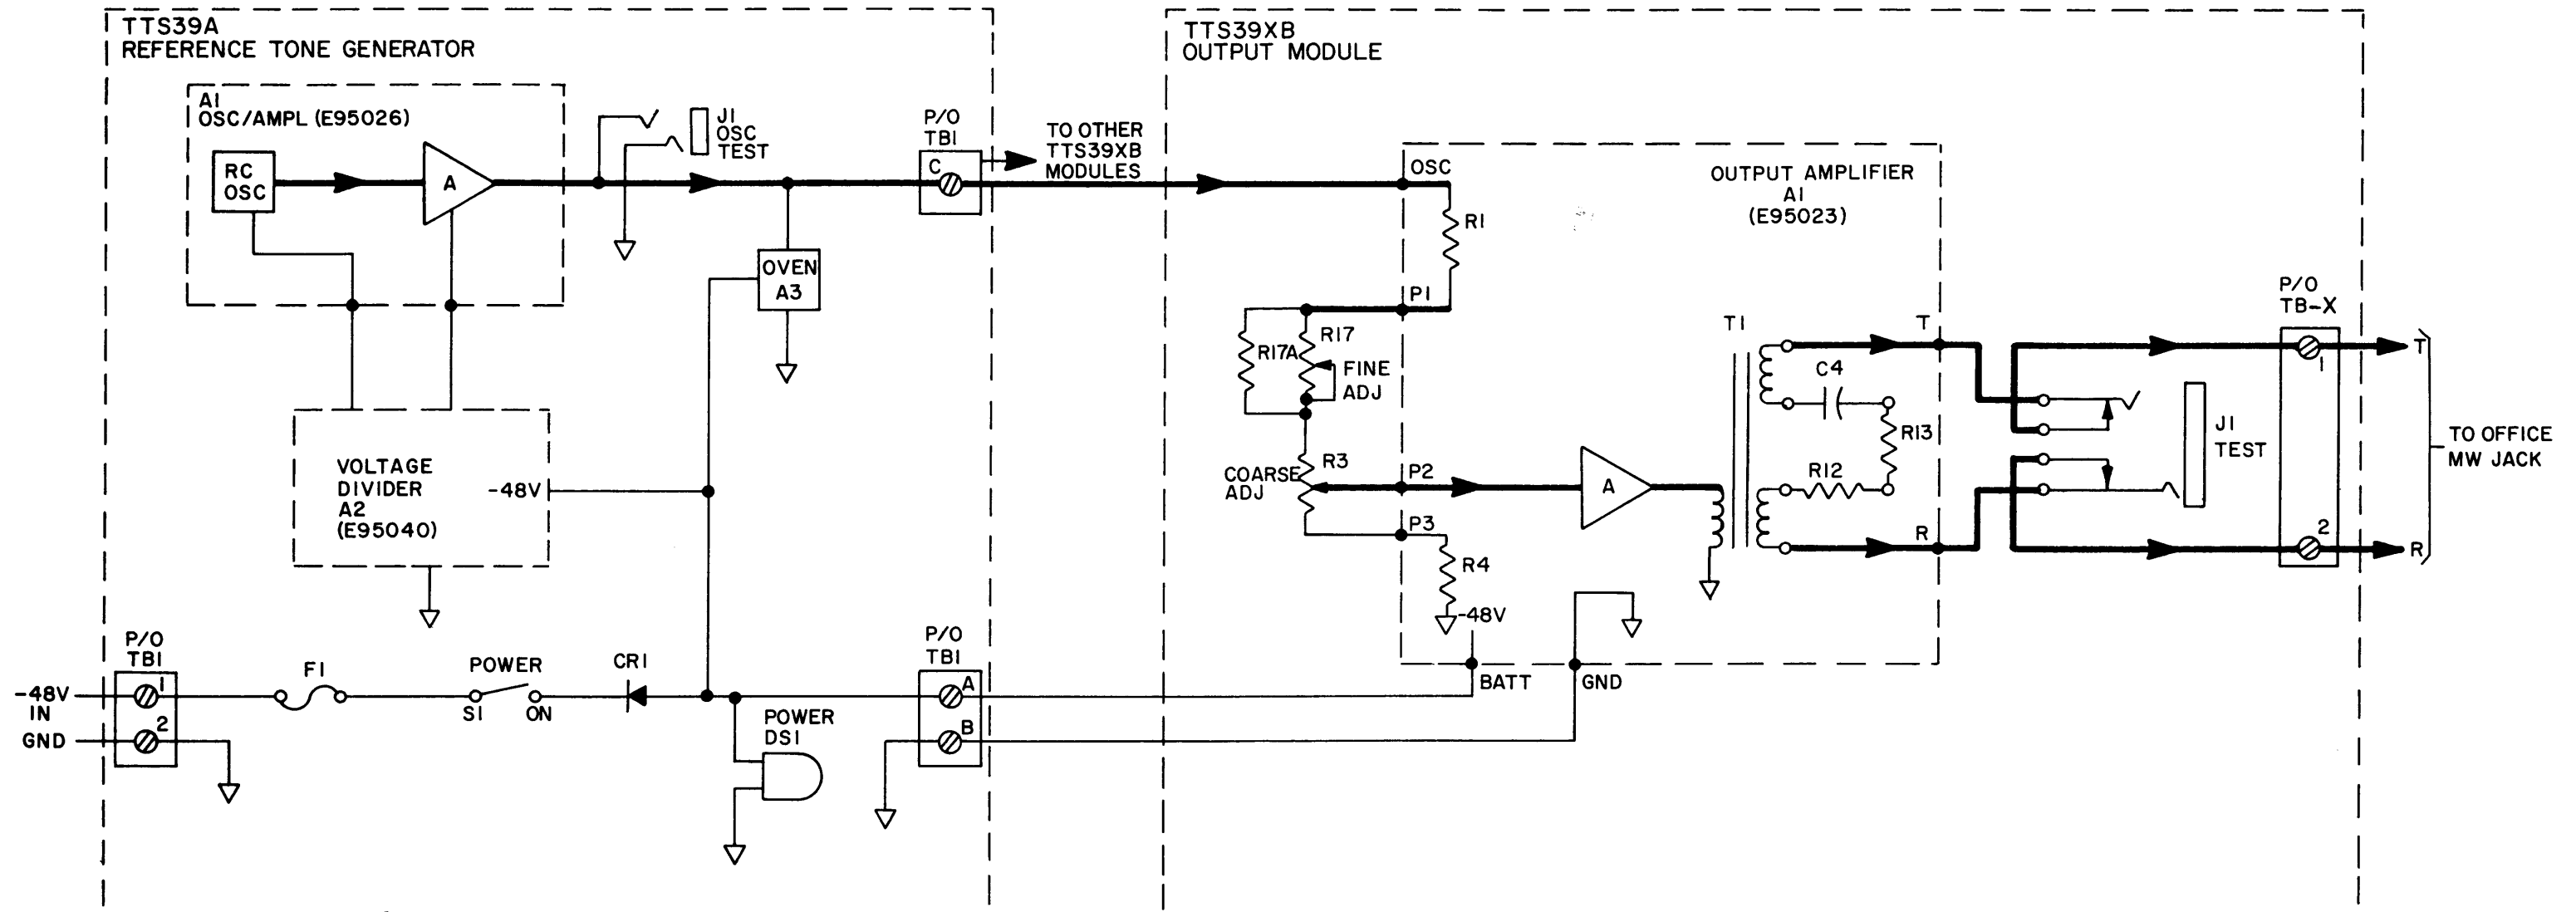 TTS39A
REFERENCE TONE GENERATOR
A1
OSC/AMPL (E95026)
RC
OSC
A
J1
OSC
TEST
P/O
TB1
C
TO OTHER
TTS39XB
MODULES
OVEN
A3
VOLTAGE
DIVIDER
A2
(E95040)
-48V
P/O
TB1
-48V
IN
1
GND
2
F1
POWER
S1
ON
CR1
POWER
DS1
P/O
TB1
A
B
TTS39XB
OUTPUT MODULE
OSC
OUTPUT AMPLIFIER
A1
(E95023)
R1
P1
R17A
R17
FINE
ADJ
COARSE
ADJ
R3
P2
A
P3
R4
-48V
BATT
GND
T1
T
C4
R13
R12
R
J1
TEST
P/O
TB-X
1
2
T
R
TO OFFICE
MW JACK